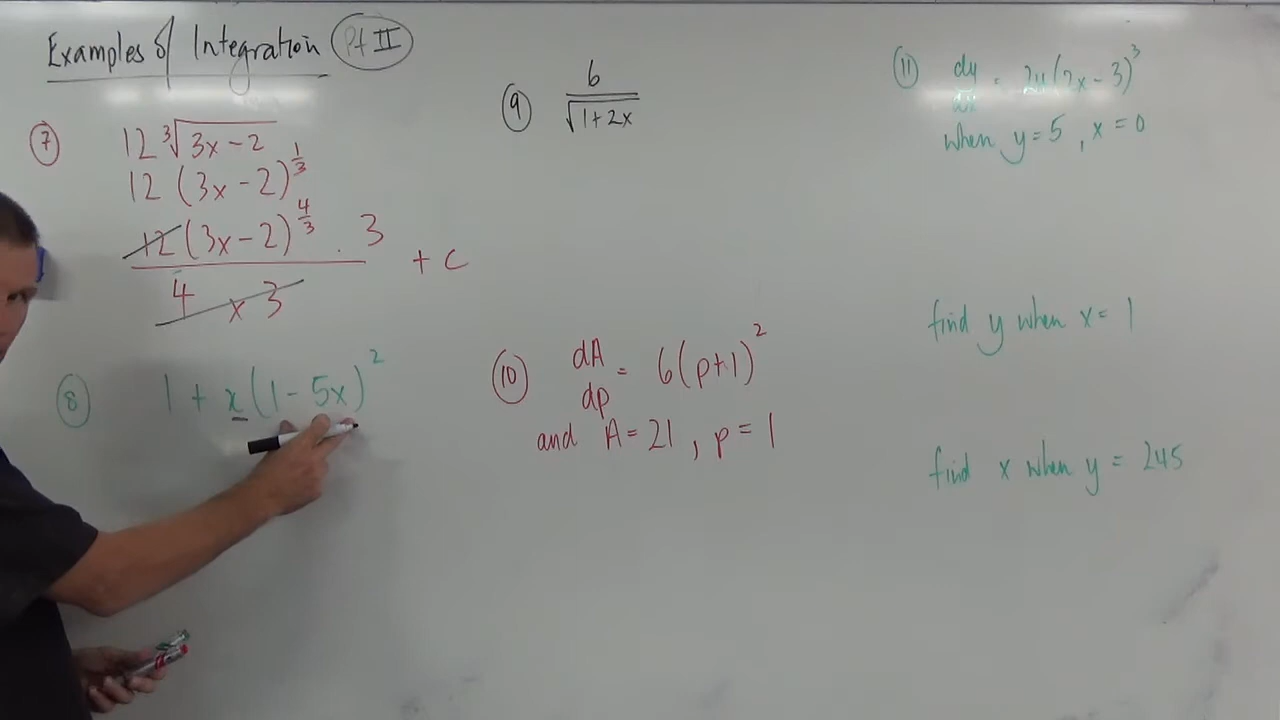 Examples of Integration Pt II
⑦ 12 ∛(3x - 2)
12 (3x - 2)^(1/3)
12 (3x - 2)^(4/3) . 3 / (4 x 3) + c
⑧ 1 + x (1 - 5x)^2
⑨ 6 / √(1 + 2x)
⑩ dA/dp = 6 (p+1)^2
and A = 21 , p = 1
⑪ dy/dx = 24 (2x - 3)^3
when y = 5 , x = 0
find y when x = 1
find x when y = 245